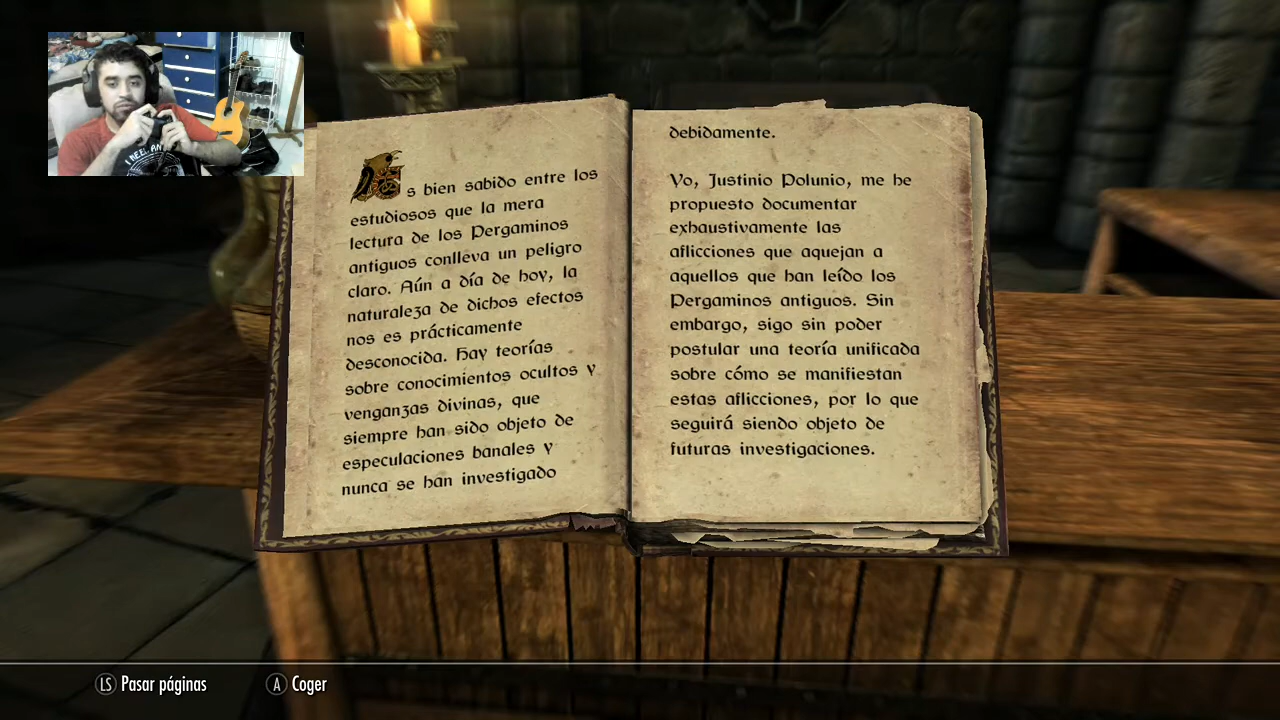 Es bien sabido entre los
estudiosos que la mera
lectura de los Pergaminos
antiguos conlleva un peligro
claro. Aún a día de hoy, la
naturaleza de dichos efectos
nos es prácticamente
desconocida. Hay teorías
sobre conocimientos ocultos y
venganzas divinas, que
siempre han sido objeto de
especulaciones banales y
nunca se han investigado
debidamente.
Yo, Justinio Polunio, me he
propuesto documentar
exhaustivamente las
aflicciones que aquejan a
aquellos que han leído los
Pergaminos antiguos. Sin
embargo, sigo sin poder
postular una teoría unificada
sobre cómo se manifiestan
estas aflicciones, por lo que
seguirá siendo objeto de
futuras investigaciones.
I NEED AN
LS Pasar páginas
A Coger